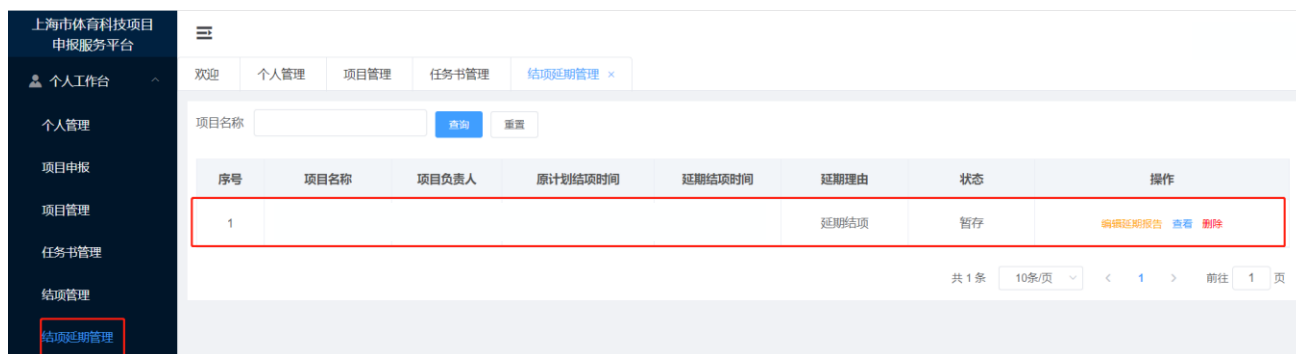 上海市体育科技项目
申报服务平台
个人工作台
个人管理
项目申报
项目管理
任务书管理
结项管理
结项延期管理
欢迎 个人管理 项目管理 任务书管理 结项延期管理 ×
项目名称 查询 重置
序号 项目名称 项目负责人 原计划结项时间 延期结项时间 延期理由 状态 操作
1 延期结项 暂存 编辑延期报告 查看 删除
共 1 条 10条/页 < 1 > 前往 1 页